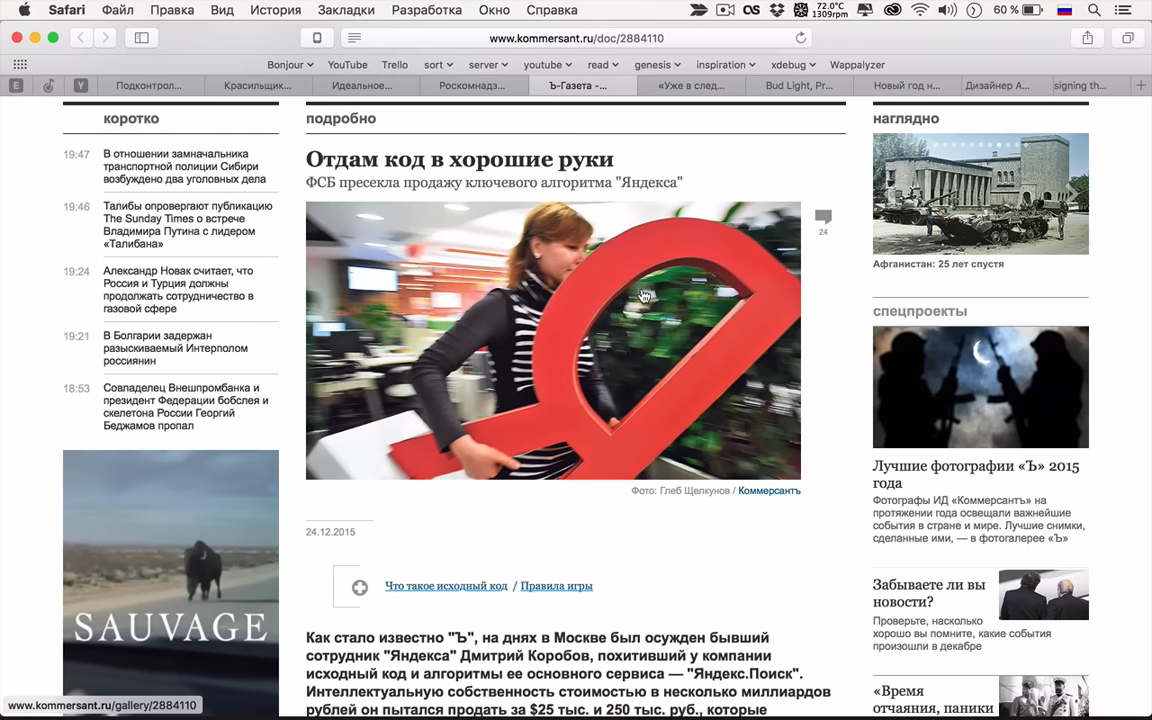 Safari Файл Правка Вид История Закладки Разработка Окно Справка 72.0°C 1309rpm 60 %
www.kommersant.ru/doc/2884110
Bonjour YouTube Trello sort server youtube read genesis inspiration xdebug Wappalyzer
E Y Подконтрол... Красильщик... Идеальное... Роскомнадз... Ъ-Газета -... «Уже в след... Bud Light, Pr... Новый год н... Дизайнер А... signing th...
коротко
19:47 В отношении замначальника
транспортной полиции Сибири
возбуждено два уголовных дела
19:46 Талибы опровергают публикацию
The Sunday Times о встрече
Владимира Путина с лидером
«Талибана»
19:24 Александр Новак считает, что
Россия и Турция должны
продолжать сотрудничество в
газовой сфере
19:21 В Болгарии задержан
разыскиваемый Интерполом
россиянин
18:53 Совладелец Внешпромбанка и
президент Федерации бобслея и
скелетона России Георгий
Беджамов пропал
SAUVAGE
подробно
Отдам код в хорошие руки
ФСБ пресекла продажу ключевого алгоритма "Яндекса"
24
Фото: Глеб Щелкунов / Коммерсантъ
24.12.2015
Что такое исходный код / Правила игры
Как стало известно "Ъ", на днях в Москве был осужден бывший
сотрудник "Яндекса" Дмитрий Коробов, похитивший у компании
исходный код и алгоритмы ее основного сервиса — "Яндекс.Поиск".
Интеллектуальную собственность стоимостью в несколько миллиардов
рублей он пытался продать за $25 тыс. и 250 тыс. руб., которые
наглядно
Афганистан: 25 лет спустя
спецпроекты
Лучшие фотографии «Ъ» 2015
года
Фотографы ИД «Коммерсантъ» на
протяжении года освещали важнейшие
события в стране и мире. Лучшие снимки,
сделанные ими, — в фотогалерее «Ъ»
Забываете ли вы
новости?
Проверьте, насколько
хорошо вы помните, какие события
произошли в декабре
«Время
отчаяния, паники
www.kommersant.ru/gallery/2884110